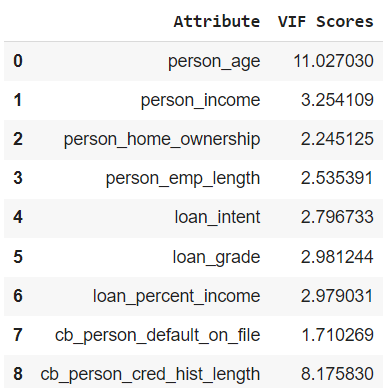 Attribute VIF Scores
0 person_age 11.027030
1 person_income 3.254109
2 person_home_ownership 2.245125
3 person_emp_length 2.535391
4 loan_intent 2.796733
5 loan_grade 2.981244
6 loan_percent_income 2.979031
7 cb_person_default_on_file 1.710269
8 cb_person_cred_hist_length 8.175830